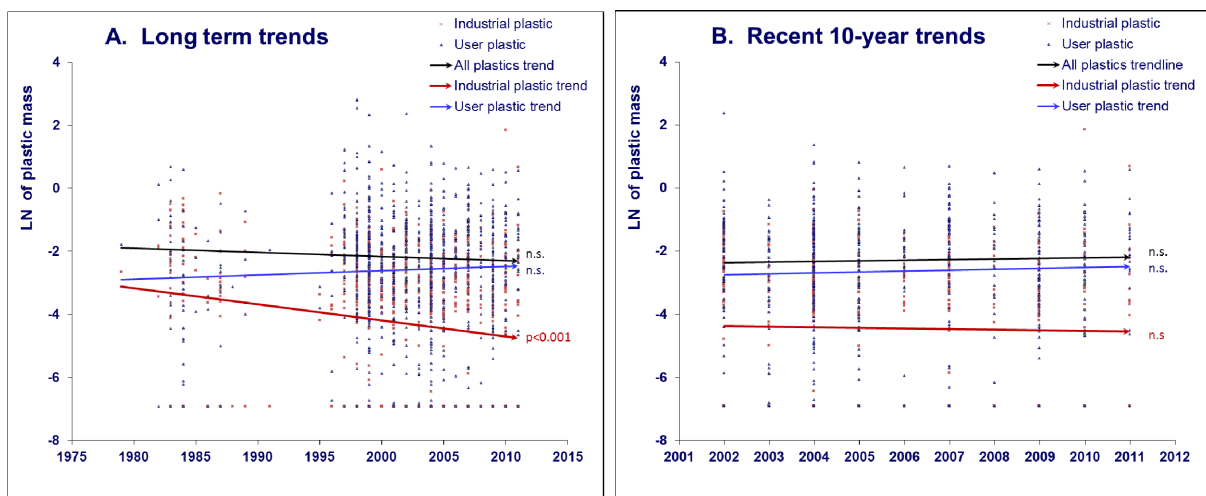 A. Long term trends
Industrial plastic
User plastic
All plastics trend
Industrial plastic trend
User plastic trend
LN of plastic mass
4
2
-0
-2
-4
-6
-8
n.s.
n.s.
p<0.001
1975 1980 1985 1990 1995 2000 2005 2010 2015
B. Recent 10-year trends
Industrial plastic
User plastic
All plastics trendline
Industrial plastic trend
User plastic trend
LN of plastic mass
4
2
0
-2
-4
-6
-8
n.s.
n.s.
n.s
2001 2002 2003 2004 2005 2006 2007 2008 2009 2010 2011 2012